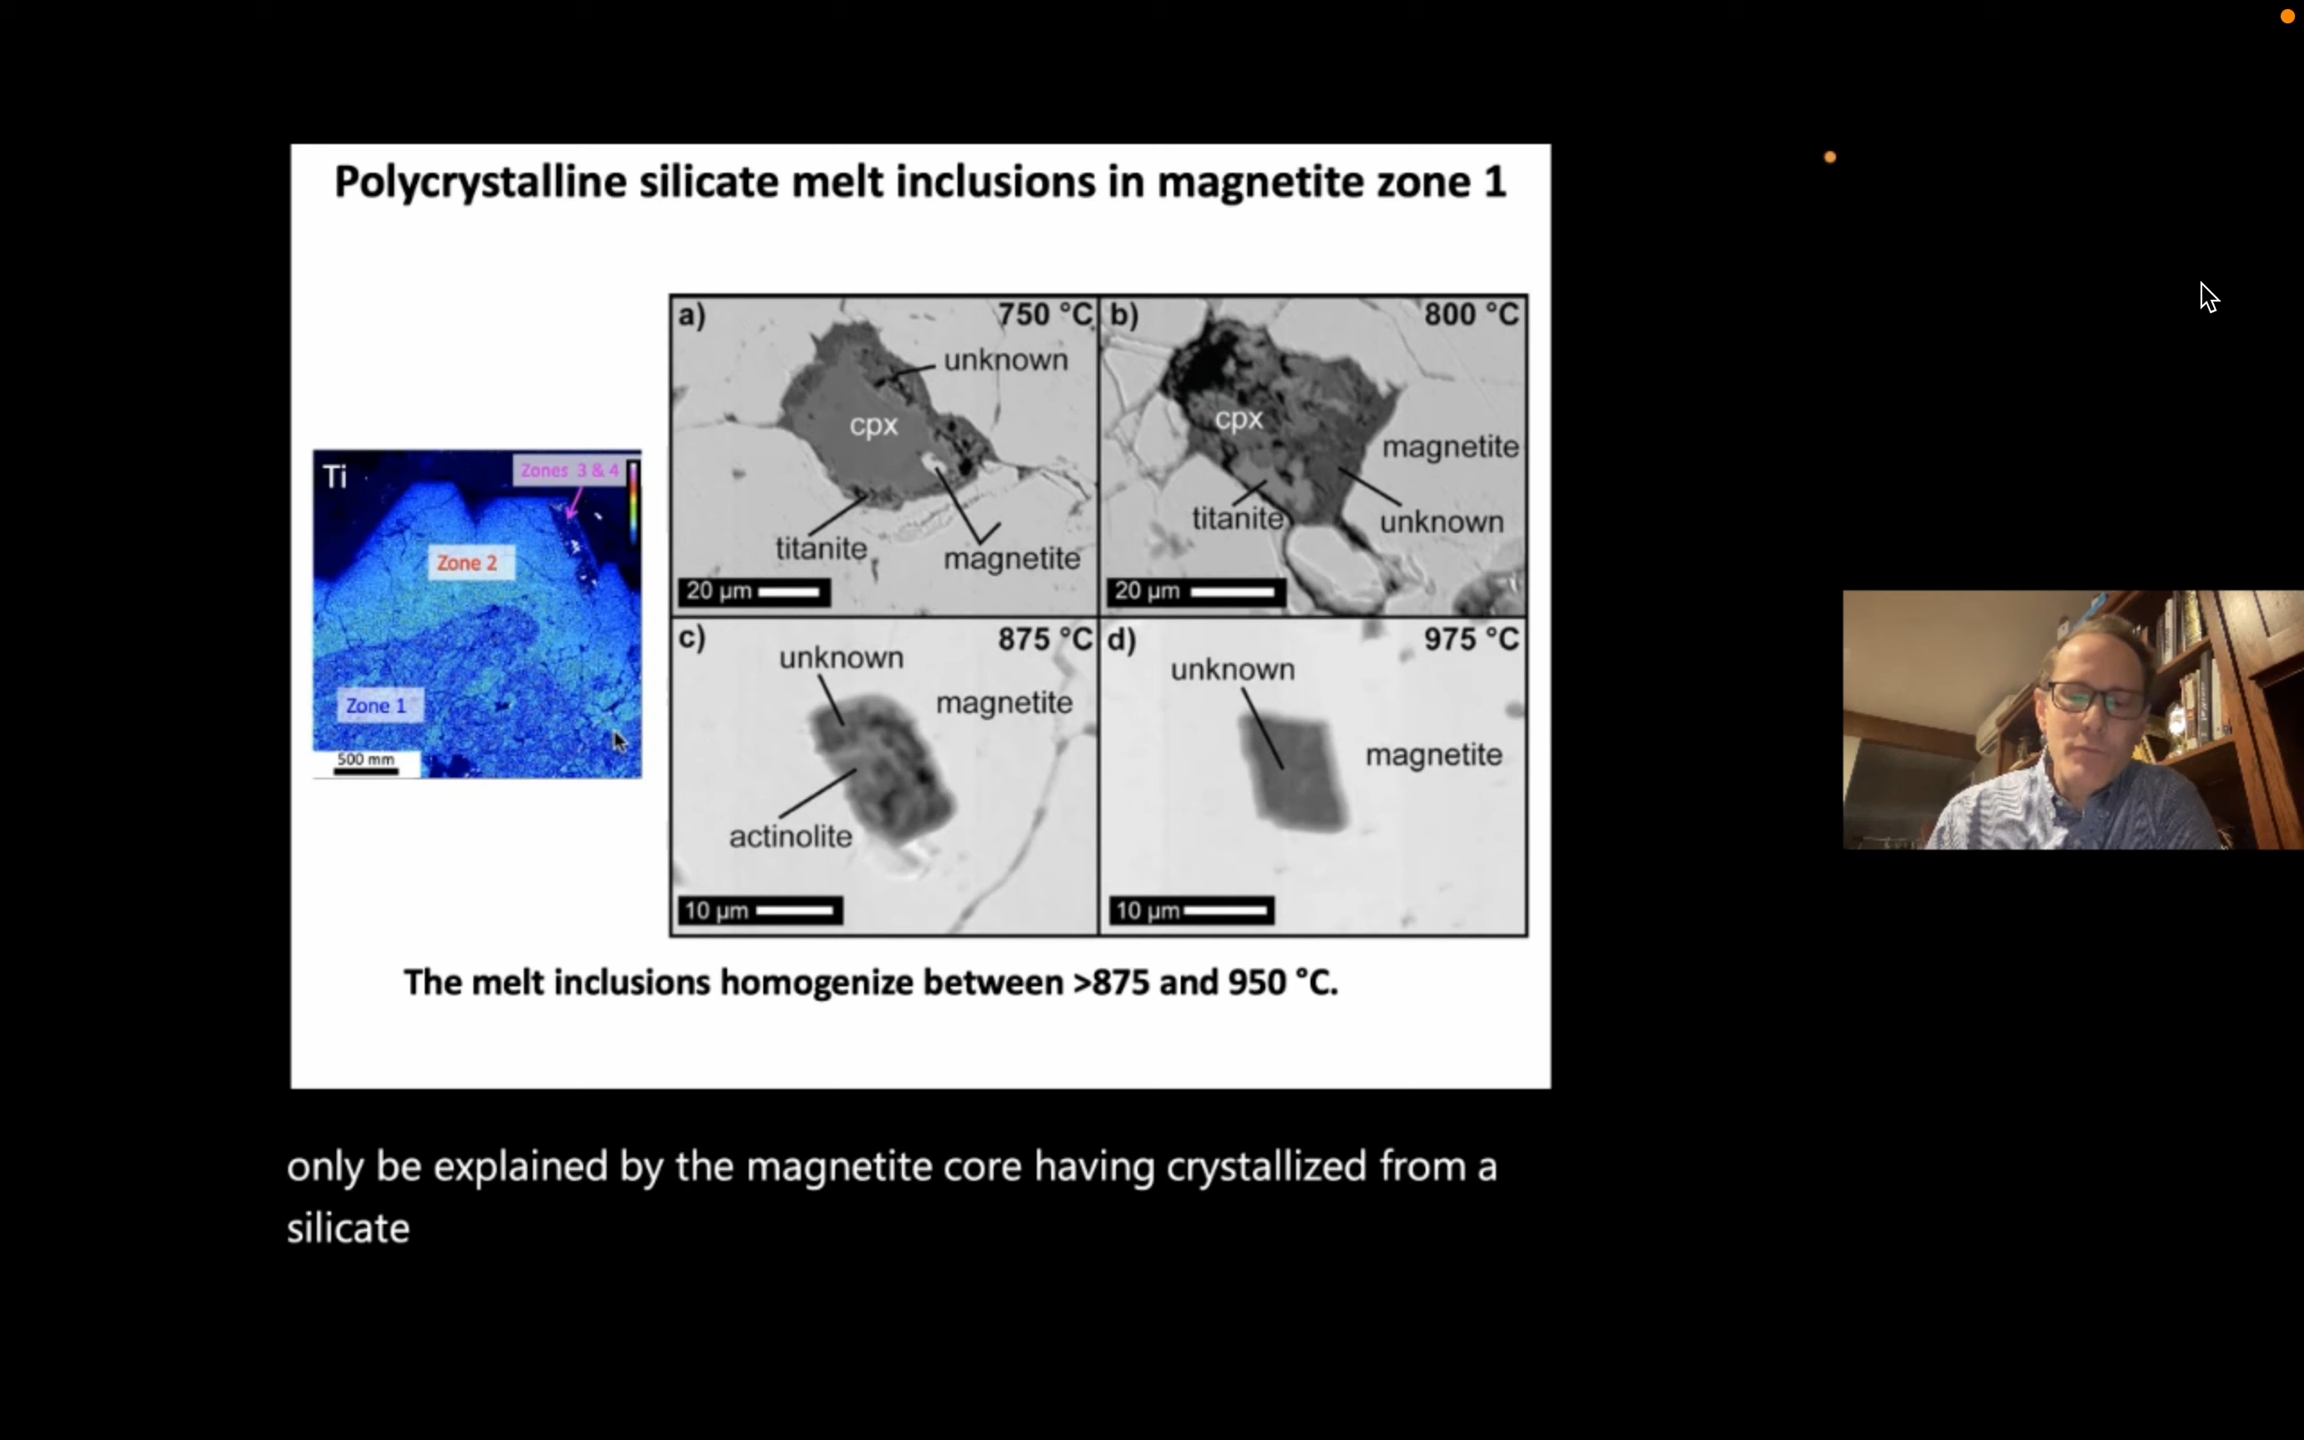 Polycrystalline silicate melt inclusions in magnetite zone 1
Ti
Zones 3 & 4
Zone 2
Zone 1
500 mm
a)
750 °C
unknown
cpx
titanite
magnetite
20 µm
b)
800 °C
cpx
magnetite
titanite
unknown
20 µm
c)
875 °C
unknown
magnetite
actinolite
10 µm
d)
975 °C
unknown
magnetite
10 µm
The melt inclusions homogenize between >875 and 950 °C.
only be explained by the magnetite core having crystallized from a
silicate